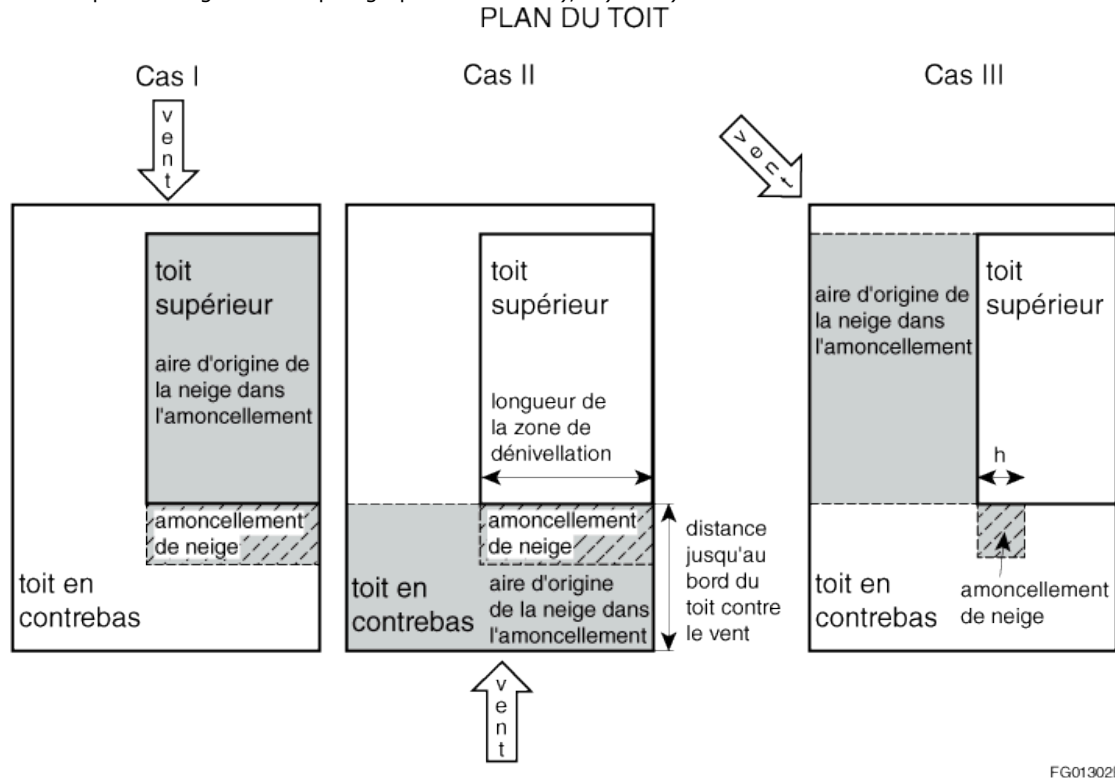 PLAN DU TOIT
Cas I
Cas II
Cas III
vent
vent
toit
supérieur
aire d'origine de
la neige dans
l'amoncellement
amoncellement
de neige
toit en
contrebas
toit
supérieur
longueur de
la zone de
dénivellation
amoncellement
de neige
aire d'origine
de la neige dans
l'amoncellement
toit en
contrebas
distance
jusqu'au
bord du
toit contre
le vent
vent
aire d'origine de
la neige dans
l'amoncellement
toit
supérieur
h
toit en
contrebas
amoncellement
de neige